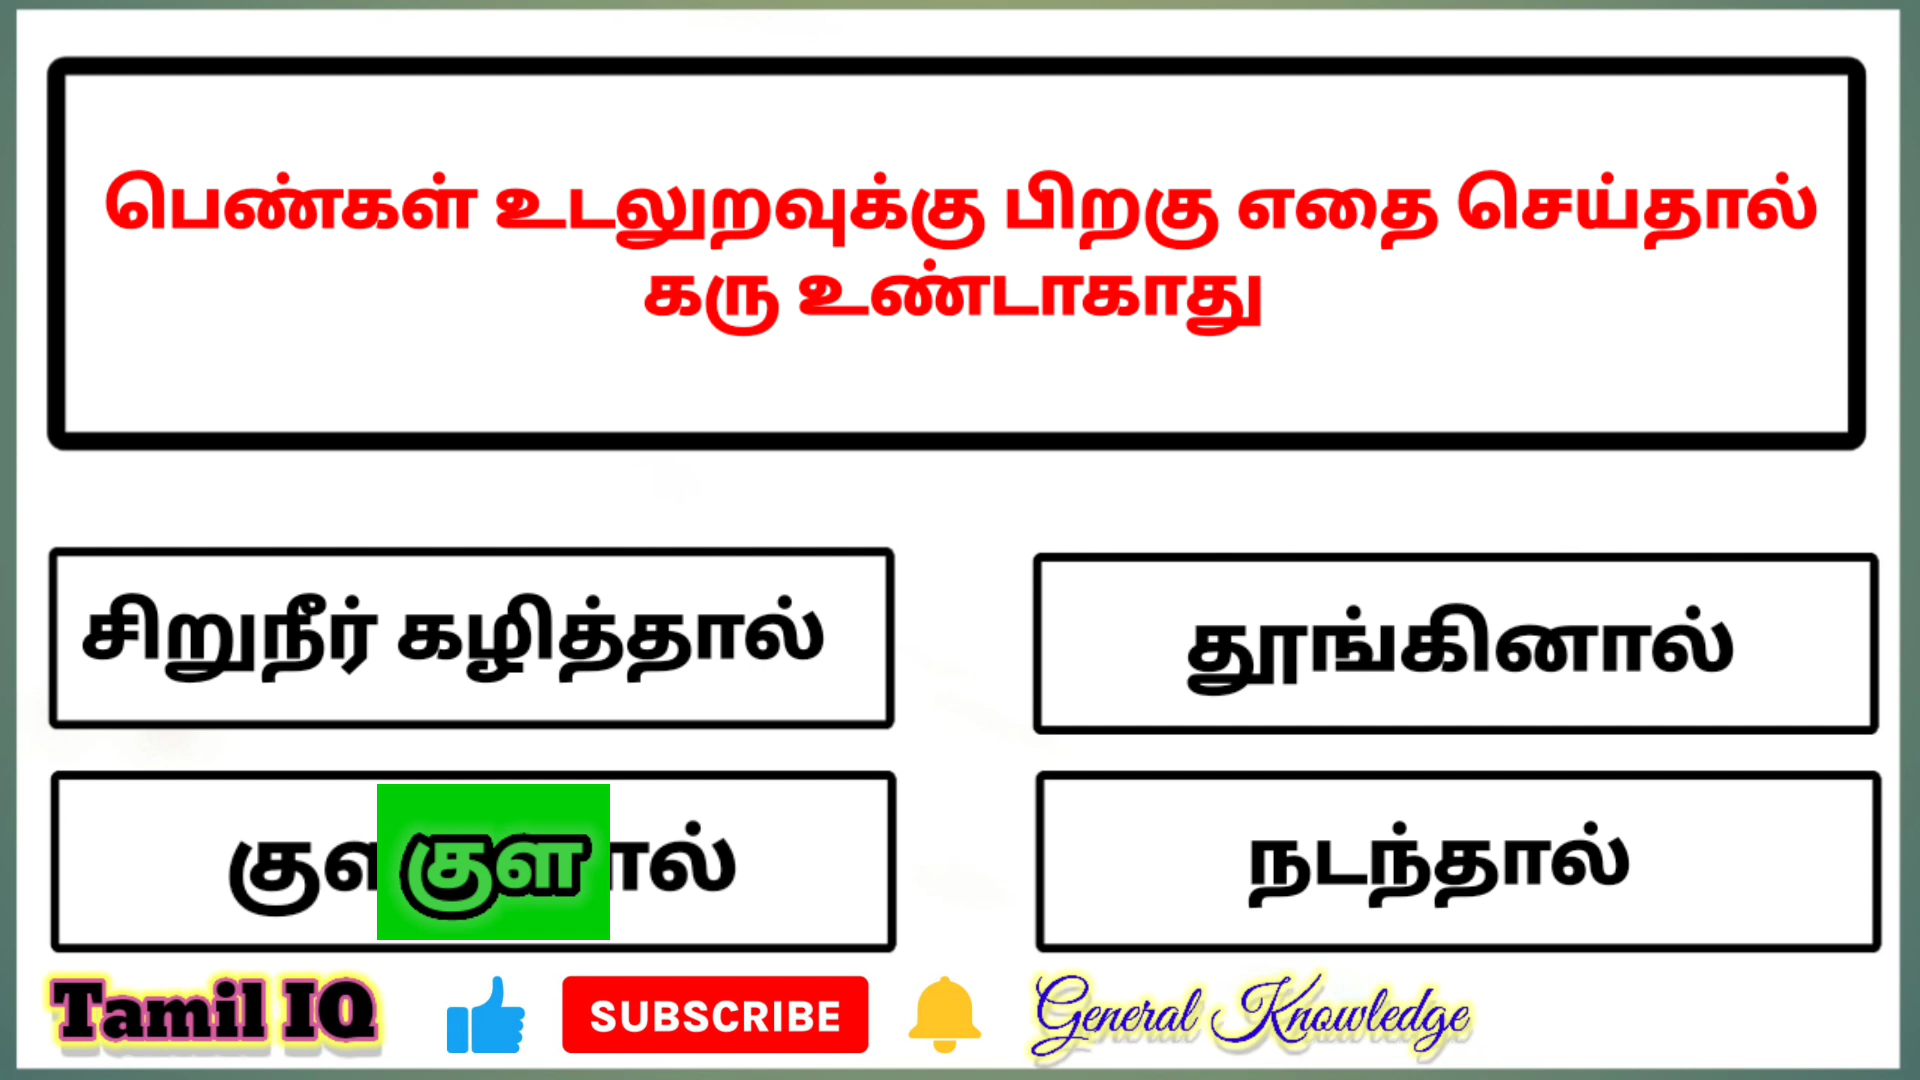 பெண்கள் உடலுறவுக்கு பிறகு எதை செய்தால்
கரு உண்டாகாது
சிறுநீர் கழித்தால்
தூங்கினால்
குள
நடந்தால்
Tamil IQ
SUBSCRIBE
General Knowledge